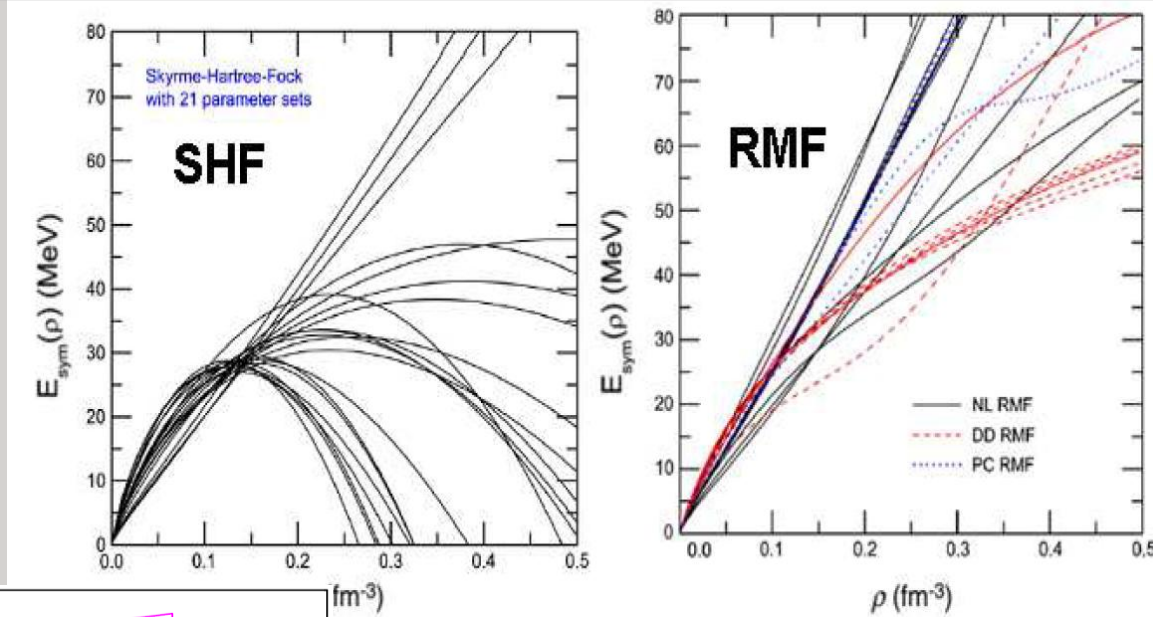 80
70
60
50
40
30
20
10
0
E_sym(ρ) (MeV)
Skyrme-Hartree-Fock
with 21 parameter sets
SHF
0.0 0.1 0.2 0.3 0.4 0.5
fm⁻³)
80
70
60
50
40
30
20
10
0
E_sym(ρ) (MeV)
RMF
NL RMF
DD RMF
PC RMF
0.0 0.1 0.2 0.3 0.4 0.5
ρ (fm⁻³)